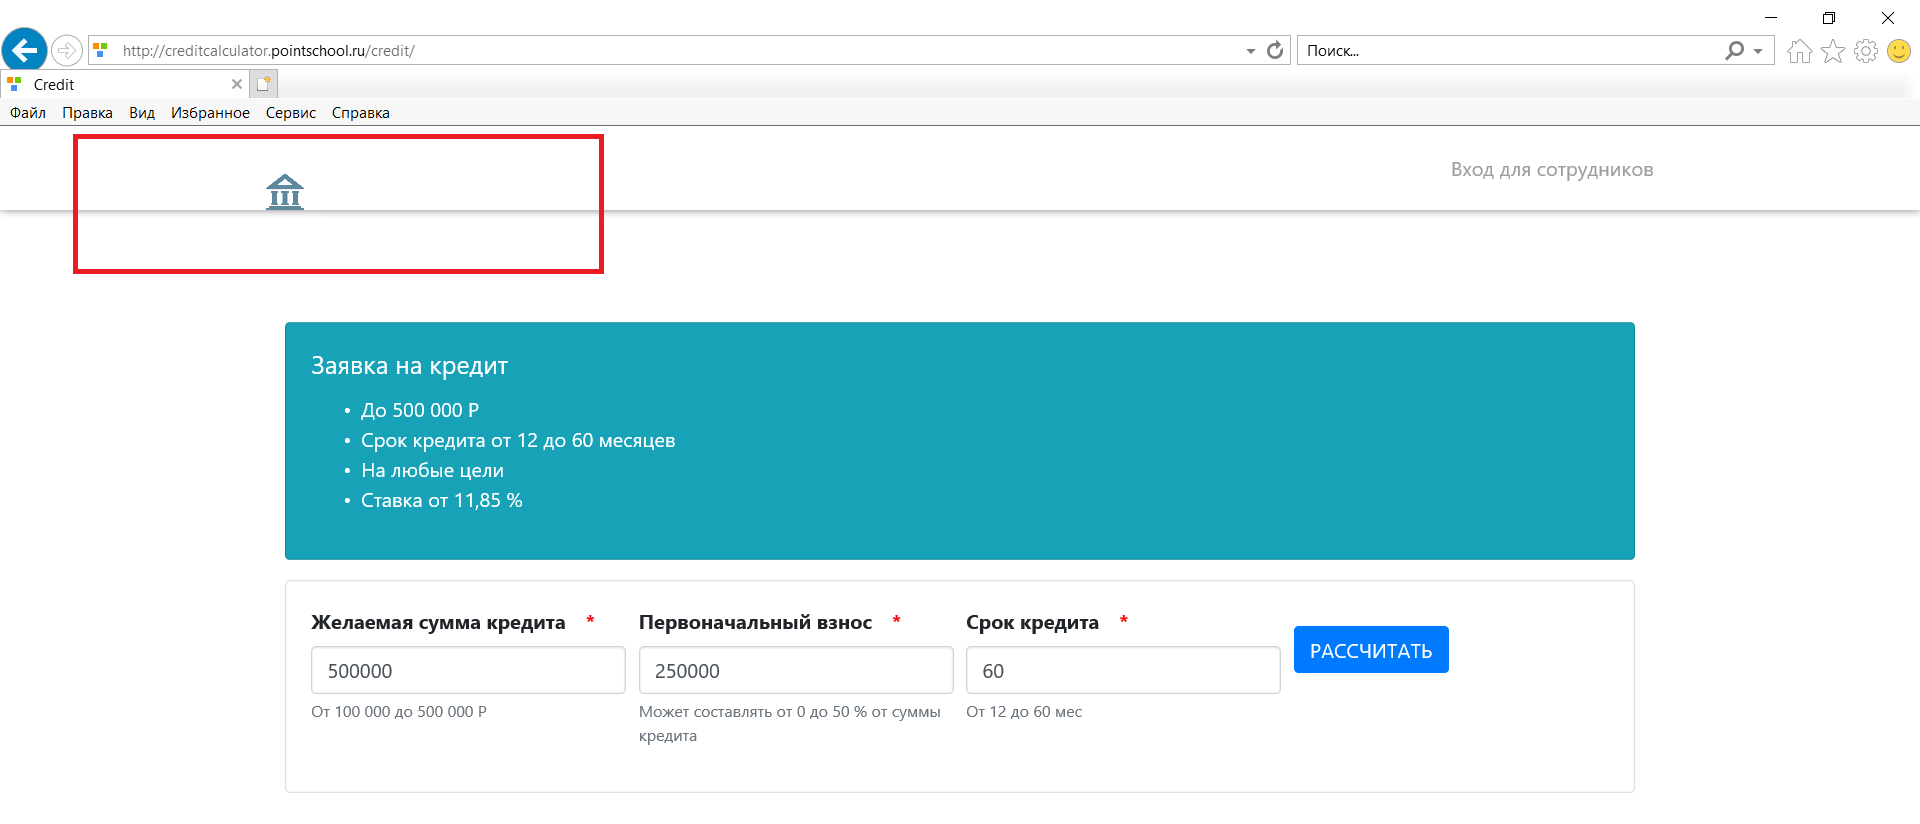 http://creditcalculator.pointschool.ru/credit/
Поиск...
Credit
Файл Правка Вид Избранное Сервис Справка
Вход для сотрудников
Заявка на кредит
• До 500 000 Р
• Срок кредита от 12 до 60 месяцев
• На любые цели
• Ставка от 11,85 %
Желаемая сумма кредита * Первоначальный взнос * Срок кредита *
500000 250000 60 РАССЧИТАТЬ
От 100 000 до 500 000 Р Может составлять от 0 до 50 % от суммы От 12 до 60 мес
кредита